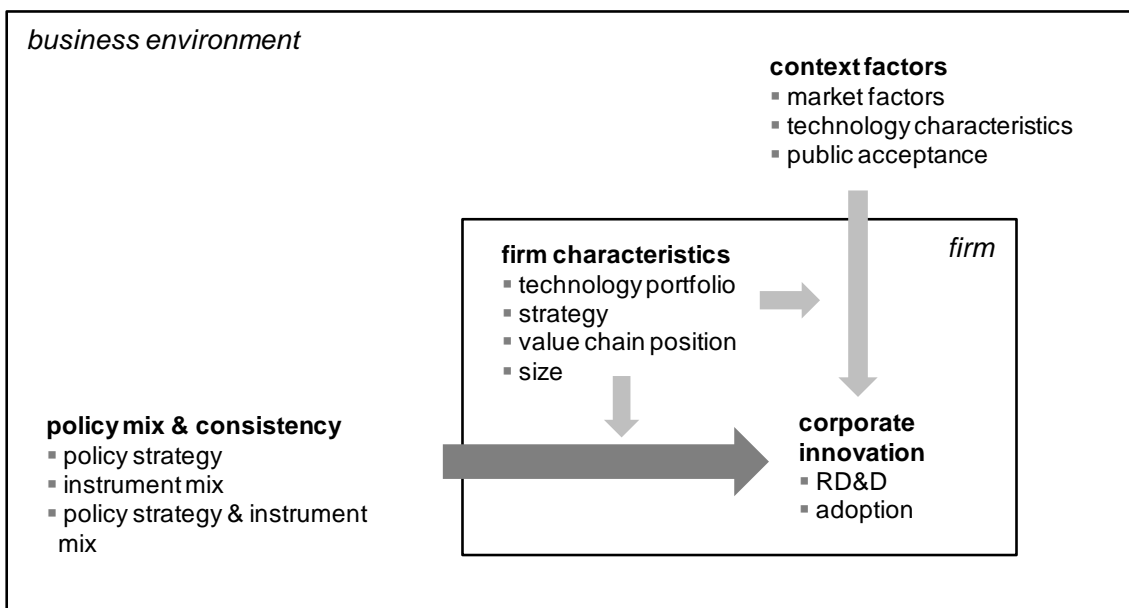 business environment
context factors
▪ market factors
▪ technology characteristics
▪ public acceptance
firm
firm characteristics
▪ technology portfolio
▪ strategy
▪ value chain position
▪ size
policy mix & consistency
▪ policy strategy
▪ instrument mix
▪ policy strategy & instrument
mix
corporate
innovation
▪ RD&D
▪ adoption